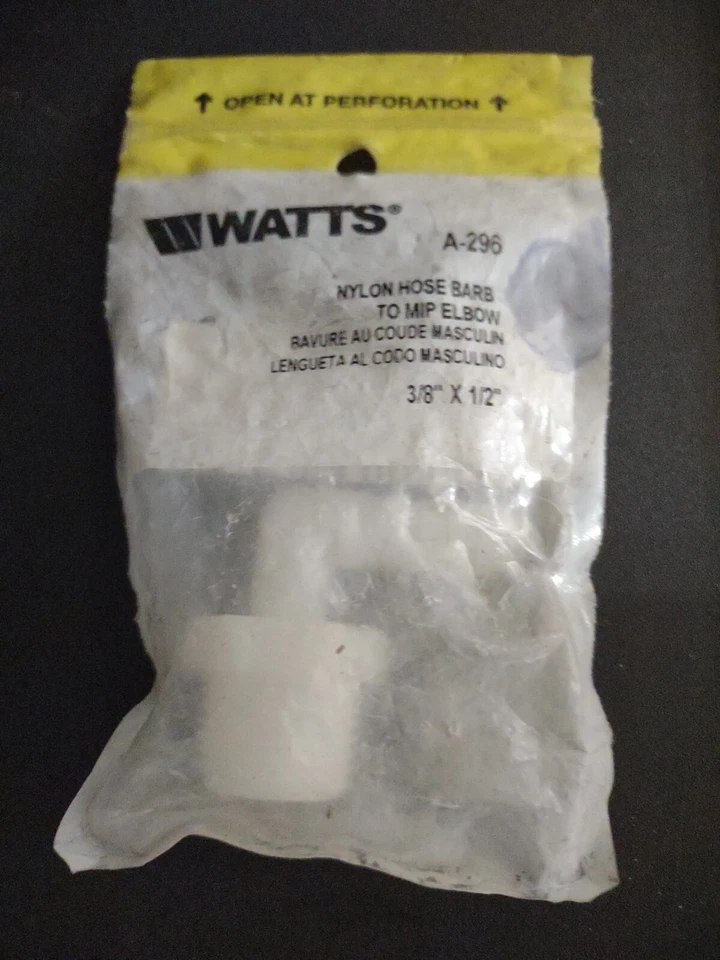 ↑ OPEN AT PERFORATION ↑
WATTS®
A-296
NYLON HOSE BARB
TO MIP ELBOW
BAVURE AU COUDE MASCULIN
LENGUETA AL CODO MASCULINO
3/8" X 1/2"